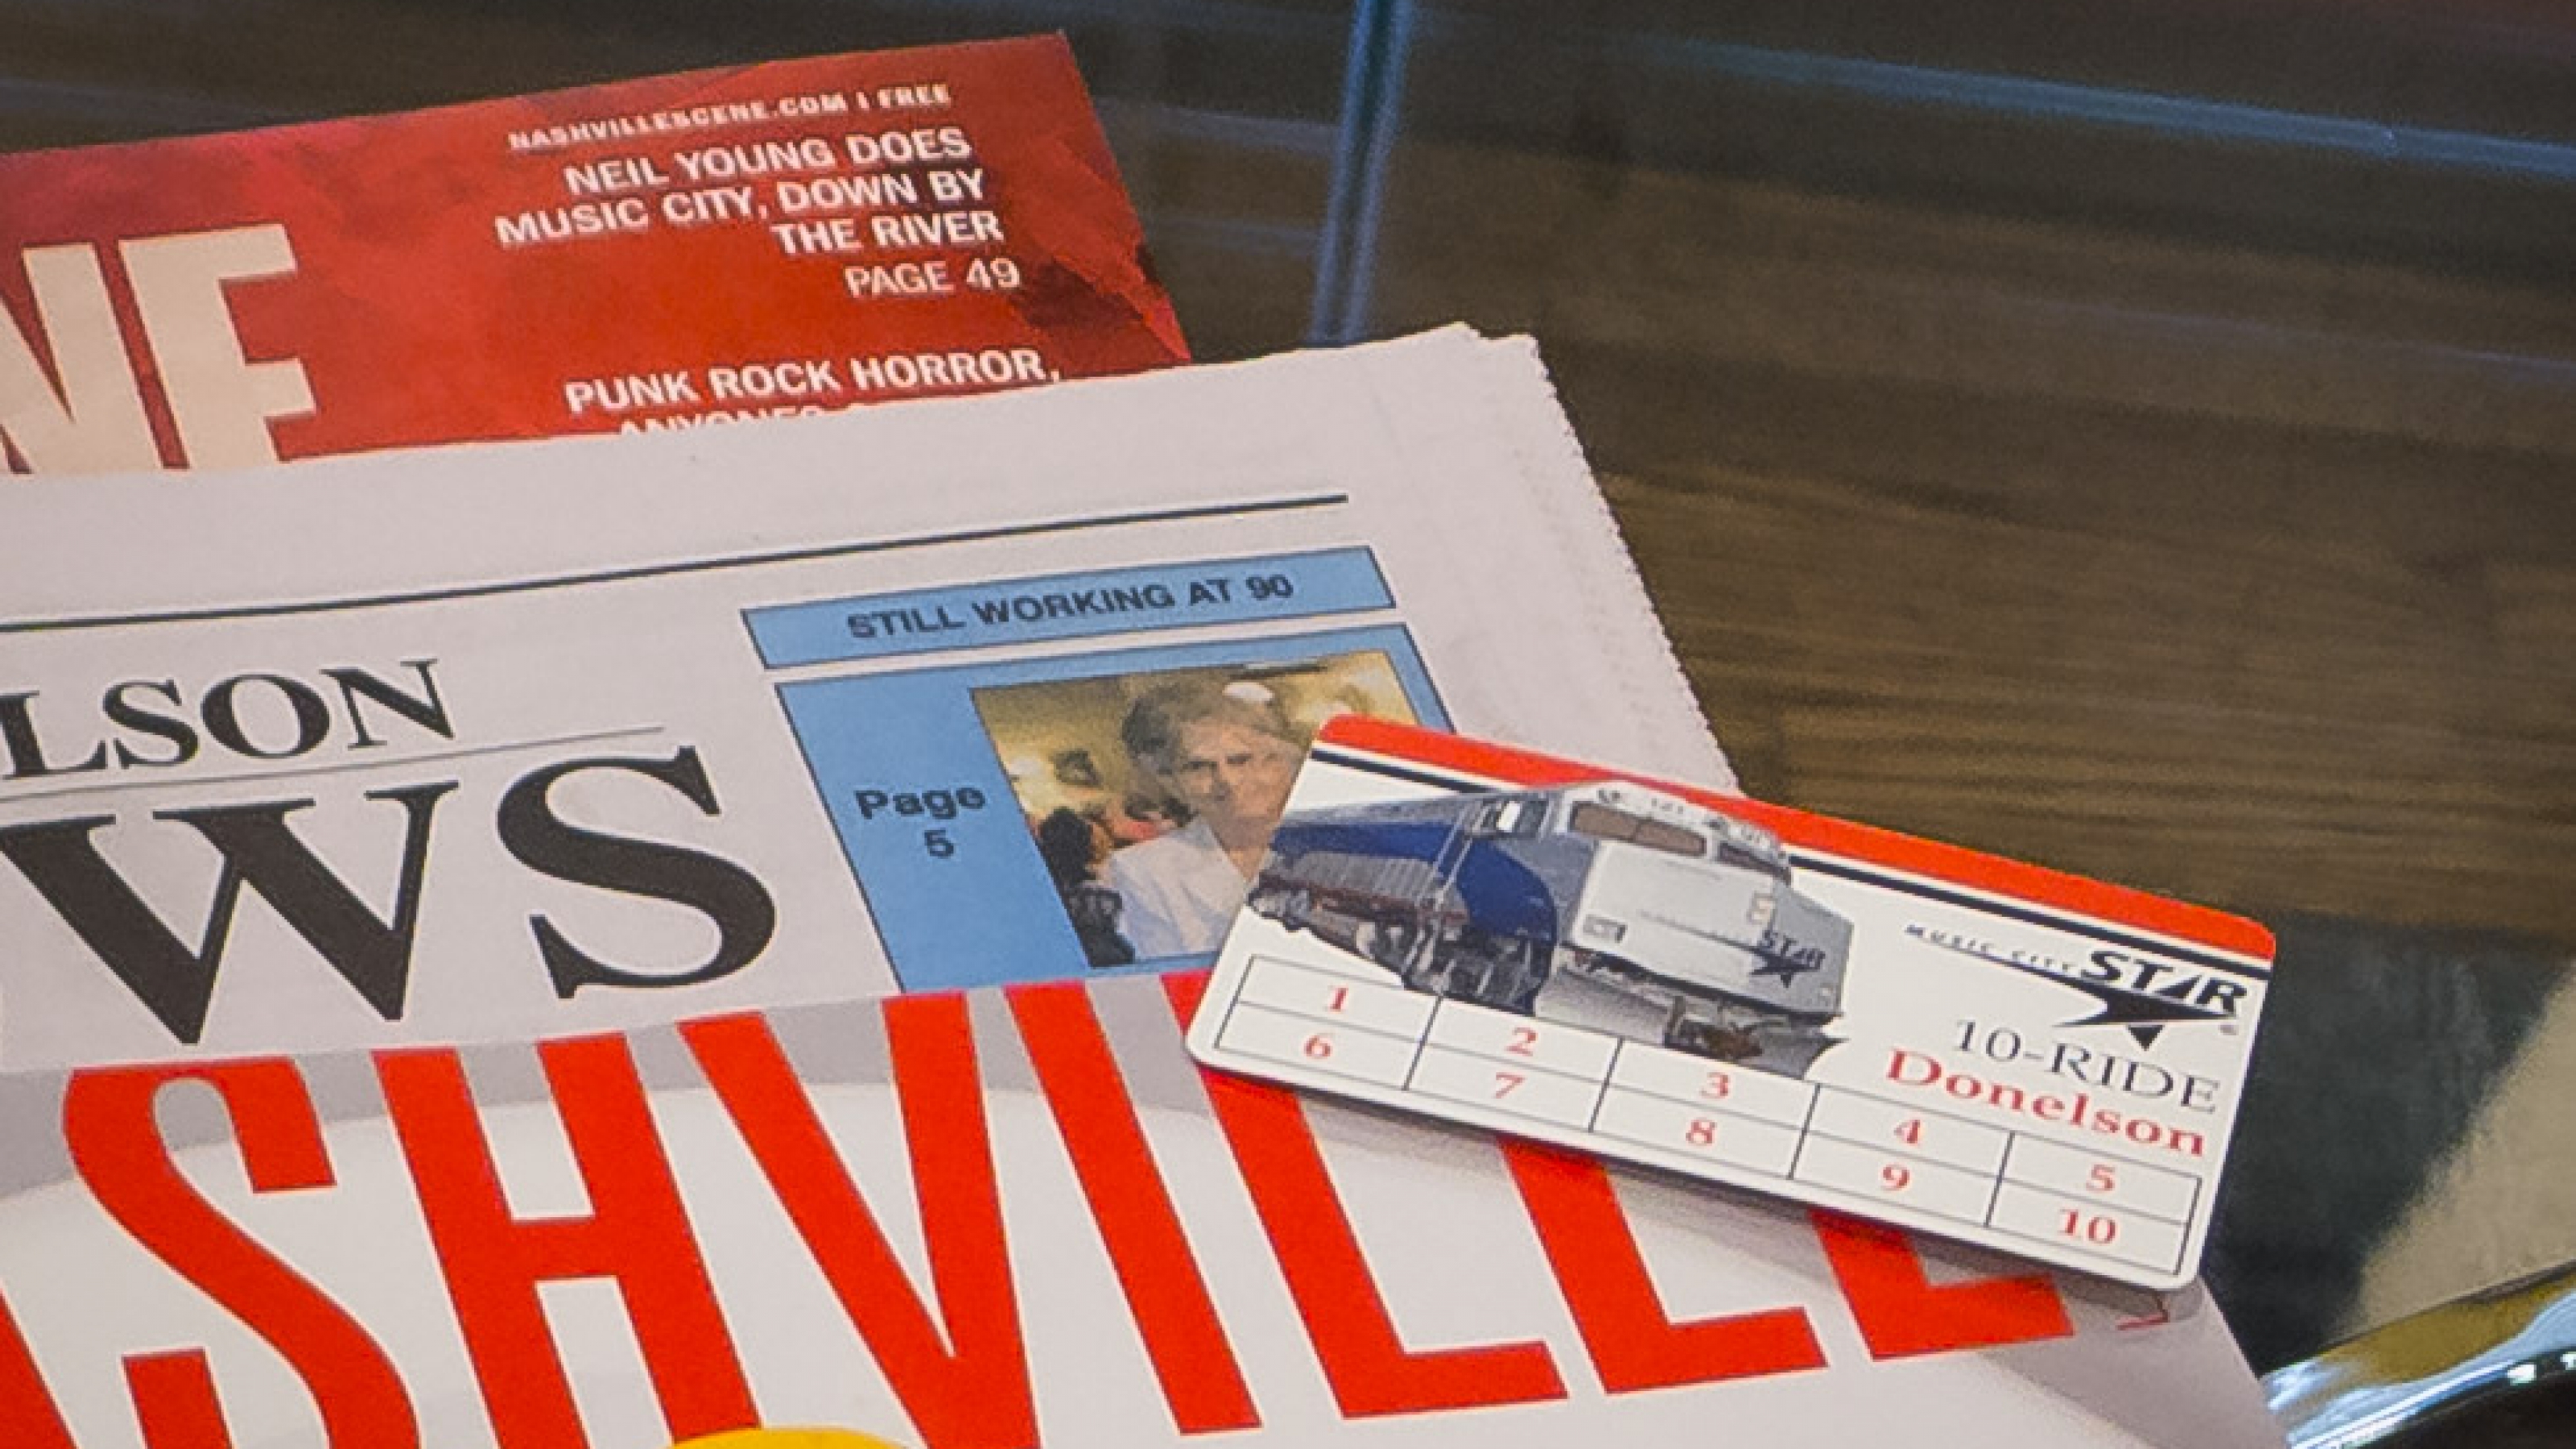 NASHVILLESCENE.COM | FREE
NEIL YOUNG DOES
MUSIC CITY, DOWN BY
THE RIVER
PAGE 49
PUNK ROCK HORROR,
NE
STILL WORKING AT 90
LSON
WS
Page
5
SHVILLE
STAR
MUSIC CITY STAR
10-RIDE
Donelson
1 2 3 4 5
6 7 8 9 10